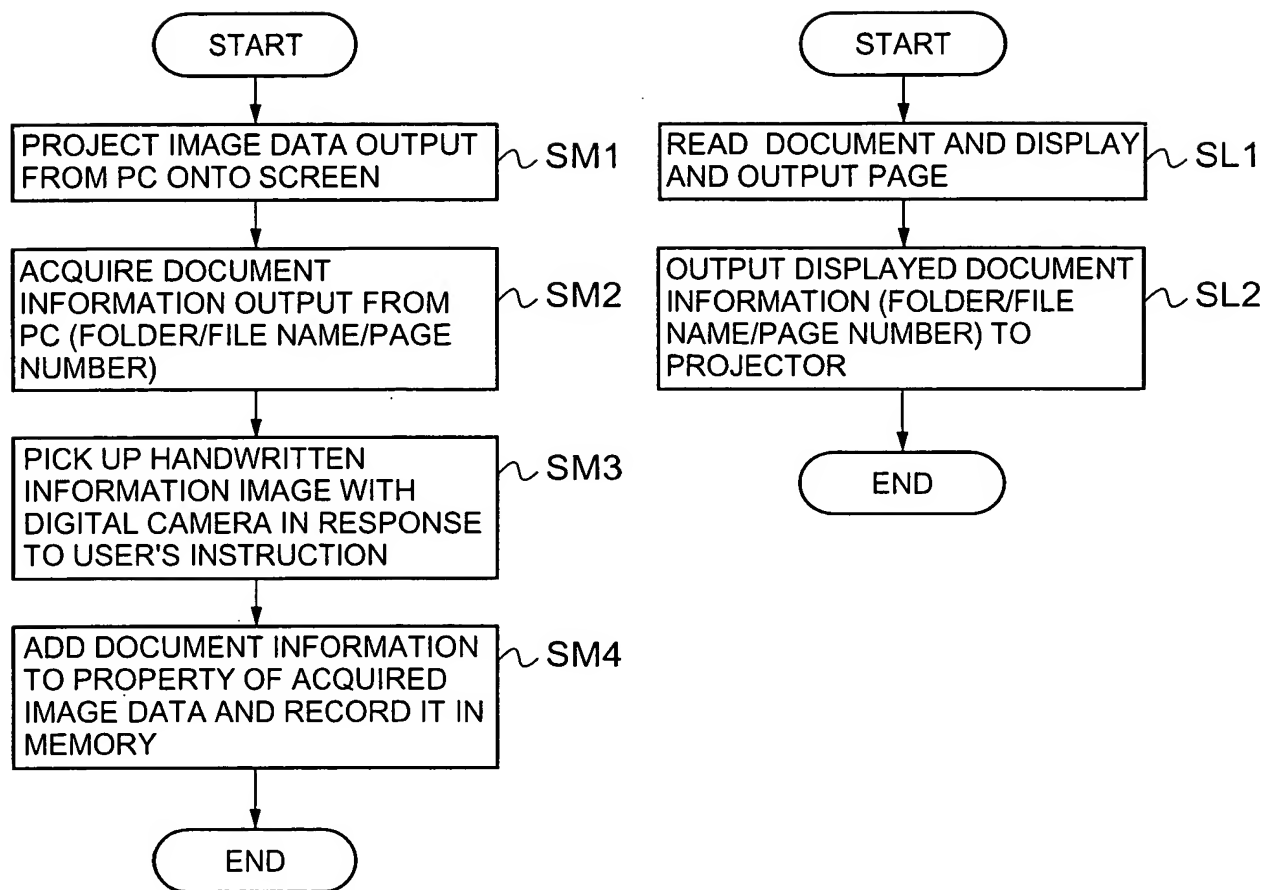 START
PROJECT IMAGE DATA OUTPUT
FROM PC ONTO SCREEN
SM1
ACQUIRE DOCUMENT
INFORMATION OUTPUT FROM
PC (FOLDER/FILE NAME/PAGE
NUMBER)
SM2
PICK UP HANDWRITTEN
INFORMATION IMAGE WITH
DIGITAL CAMERA IN RESPONSE
TO USER'S INSTRUCTION
SM3
ADD DOCUMENT INFORMATION
TO PROPERTY OF ACQUIRED
IMAGE DATA AND RECORD IT IN
MEMORY
SM4
END
START
READ DOCUMENT AND DISPLAY
AND OUTPUT PAGE
SL1
OUTPUT DISPLAYED DOCUMENT
INFORMATION (FOLDER/FILE
NAME/PAGE NUMBER) TO
PROJECTOR
SL2
END